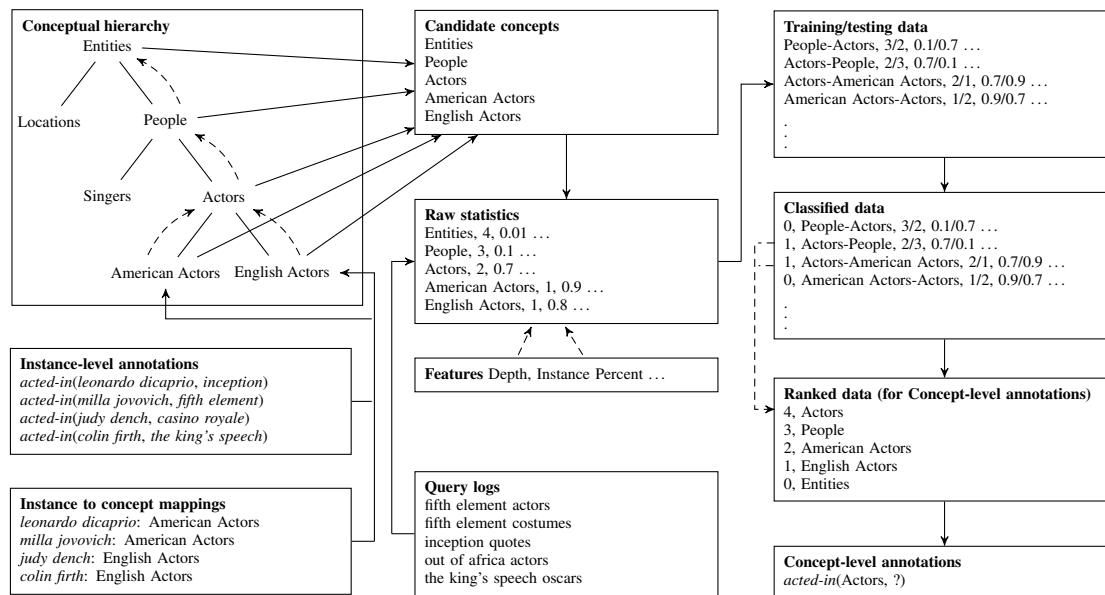 Conceptual hierarchy
Entities
Locations
People
Singers
Actors
American Actors
English Actors
Instance-level annotations
acted-in(leonardo dicaprio, inception)
acted-in(milla jovovich, fifth element)
acted-in(judy dench, casino royale)
acted-in(colin firth, the king's speech)
Instance to concept mappings
leonardo dicaprio: American Actors
milla jovovich: American Actors
judy dench: English Actors
colin firth: English Actors
Candidate concepts
Entities
People
Actors
American Actors
English Actors
Raw statistics
Entities, 4, 0.01 ...
People, 3, 0.1 ...
Actors, 2, 0.7 ...
American Actors, 1, 0.9 ...
English Actors, 1, 0.8 ...
Features Depth, Instance Percent ...
Query logs
fifth element actors
fifth element costumes
inception quotes
out of africa actors
the king's speech oscars
Training/testing data
People-Actors, 3/2, 0.1/0.7 ...
Actors-People, 2/3, 0.7/0.1 ...
Actors-American Actors, 2/1, 0.7/0.9 ...
American Actors-Actors, 1/2, 0.9/0.7 ...
.
.
.
Classified data
0, People-Actors, 3/2, 0.1/0.7 ...
1, Actors-People, 2/3, 0.7/0.1 ...
1, Actors-American Actors, 2/1, 0.7/0.9 ...
0, American Actors-Actors, 1/2, 0.9/0.7 ...
.
.
.
Ranked data (for Concept-level annotations)
4, Actors
3, People
2, American Actors
1, English Actors
0, Entities
Concept-level annotations
acted-in(Actors, ?)